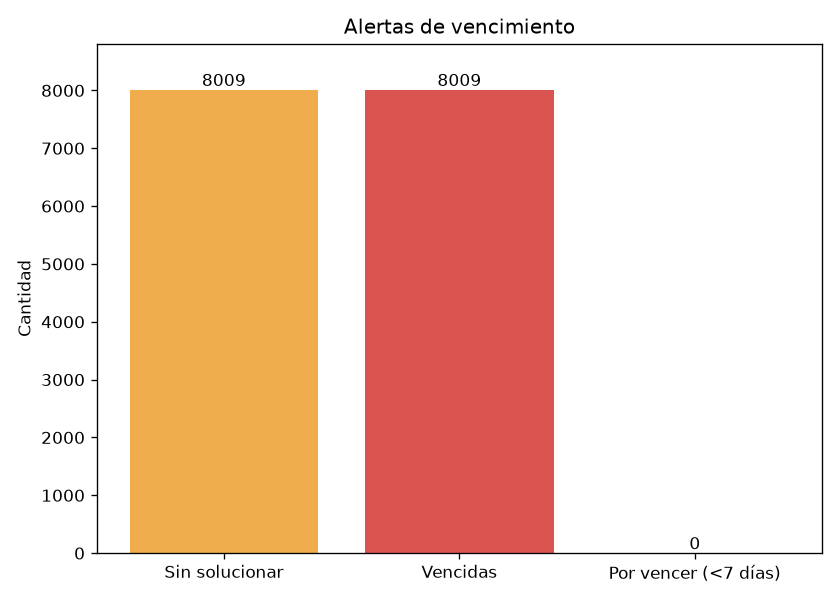 Alertas de vencimiento
8009
8009
0
Cantidad
8000
7000
6000
5000
4000
3000
2000
1000
0
Sin solucionar
Vencidas
Por vencer (<7 días)